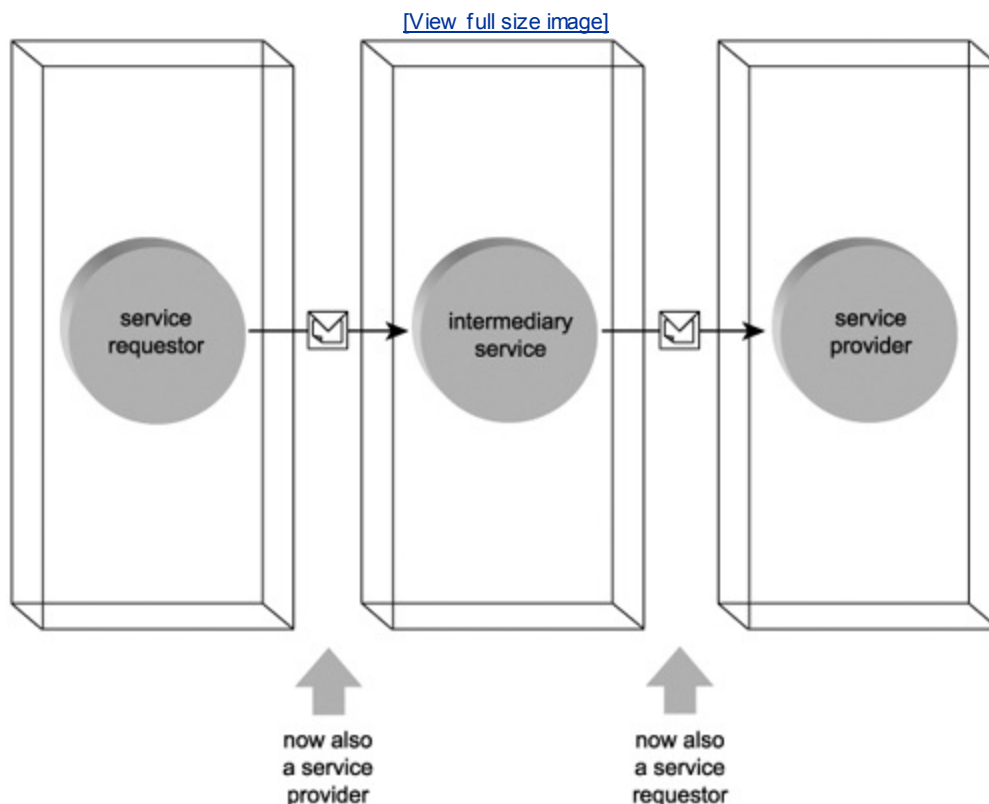 [View full size image]
service
requestor
intermediary
service
service
provider
now also
a service
provider
now also
a service
requestor